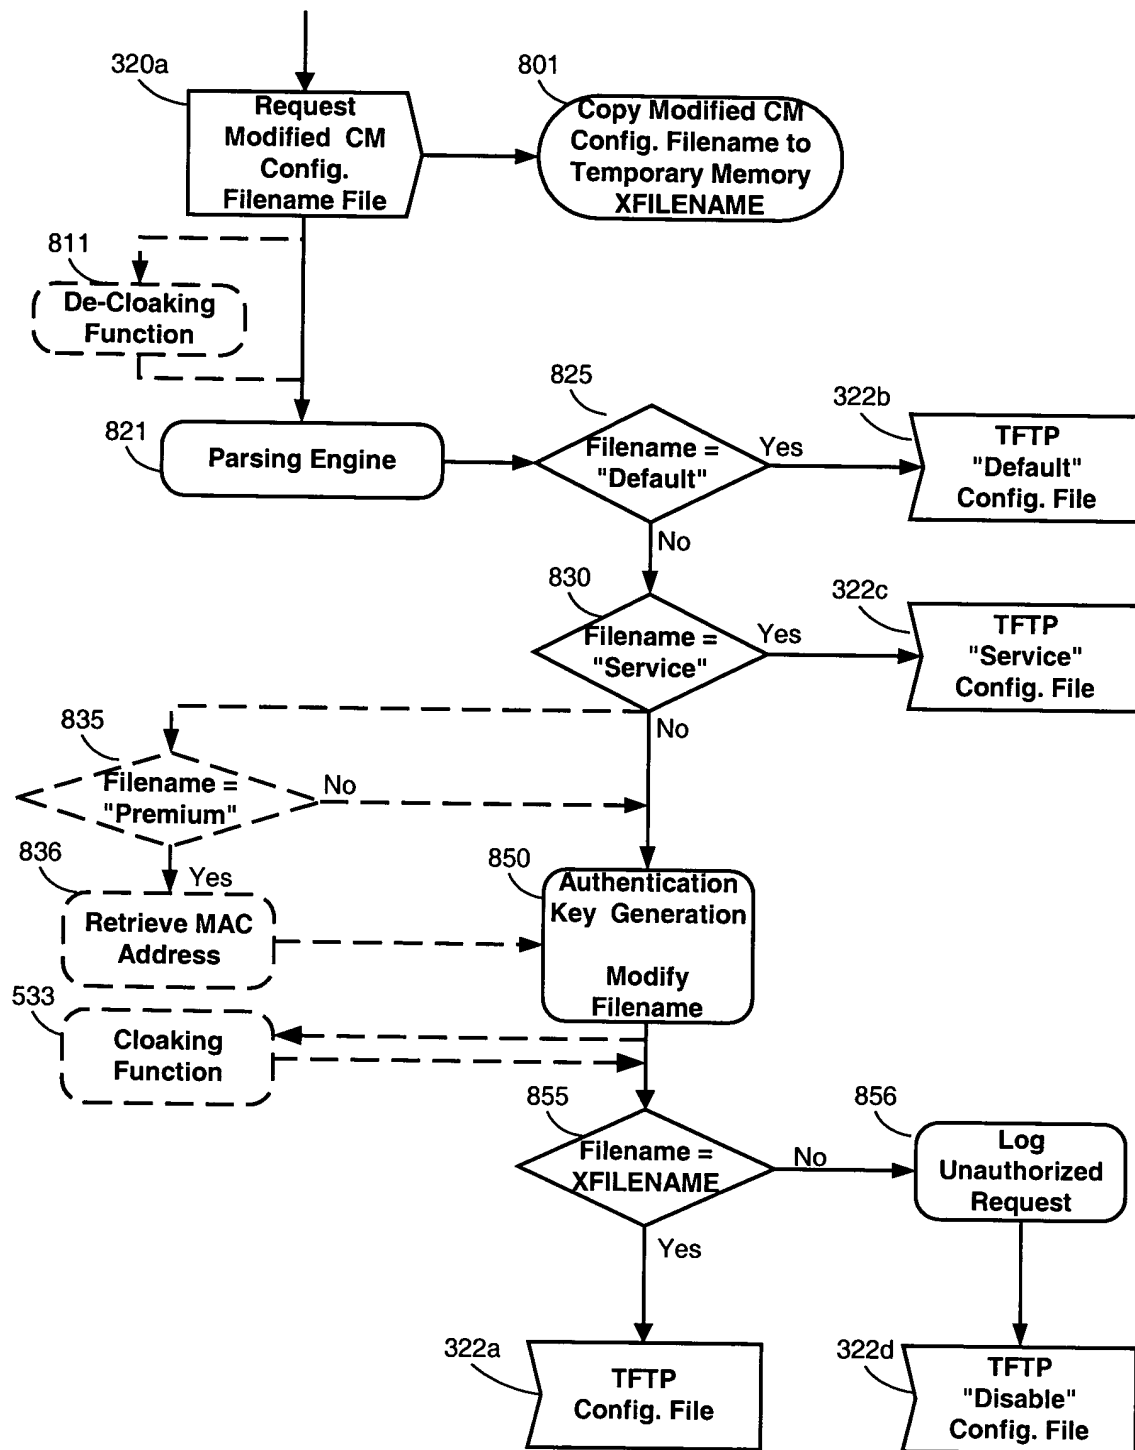 320a
Request
Modified CM
Config.
Filename File
801
Copy Modified CM
Config. Filename to
Temporary Memory
XFILENAME
811
De-Cloaking
Function
821
Parsing Engine
825
Filename =
"Default"
Yes
No
322b
TFTP
"Default"
Config. File
830
Filename =
"Service"
Yes
No
322c
TFTP
"Service"
Config. File
835
Filename =
"Premium"
No
Yes
836
Retrieve MAC
Address
850
Authentication
Key Generation
Modify
Filename
533
Cloaking
Function
855
Filename =
XFILENAME
No
Yes
856
Log
Unauthorized
Request
322a
TFTP
Config. File
322d
TFTP
"Disable"
Config. File